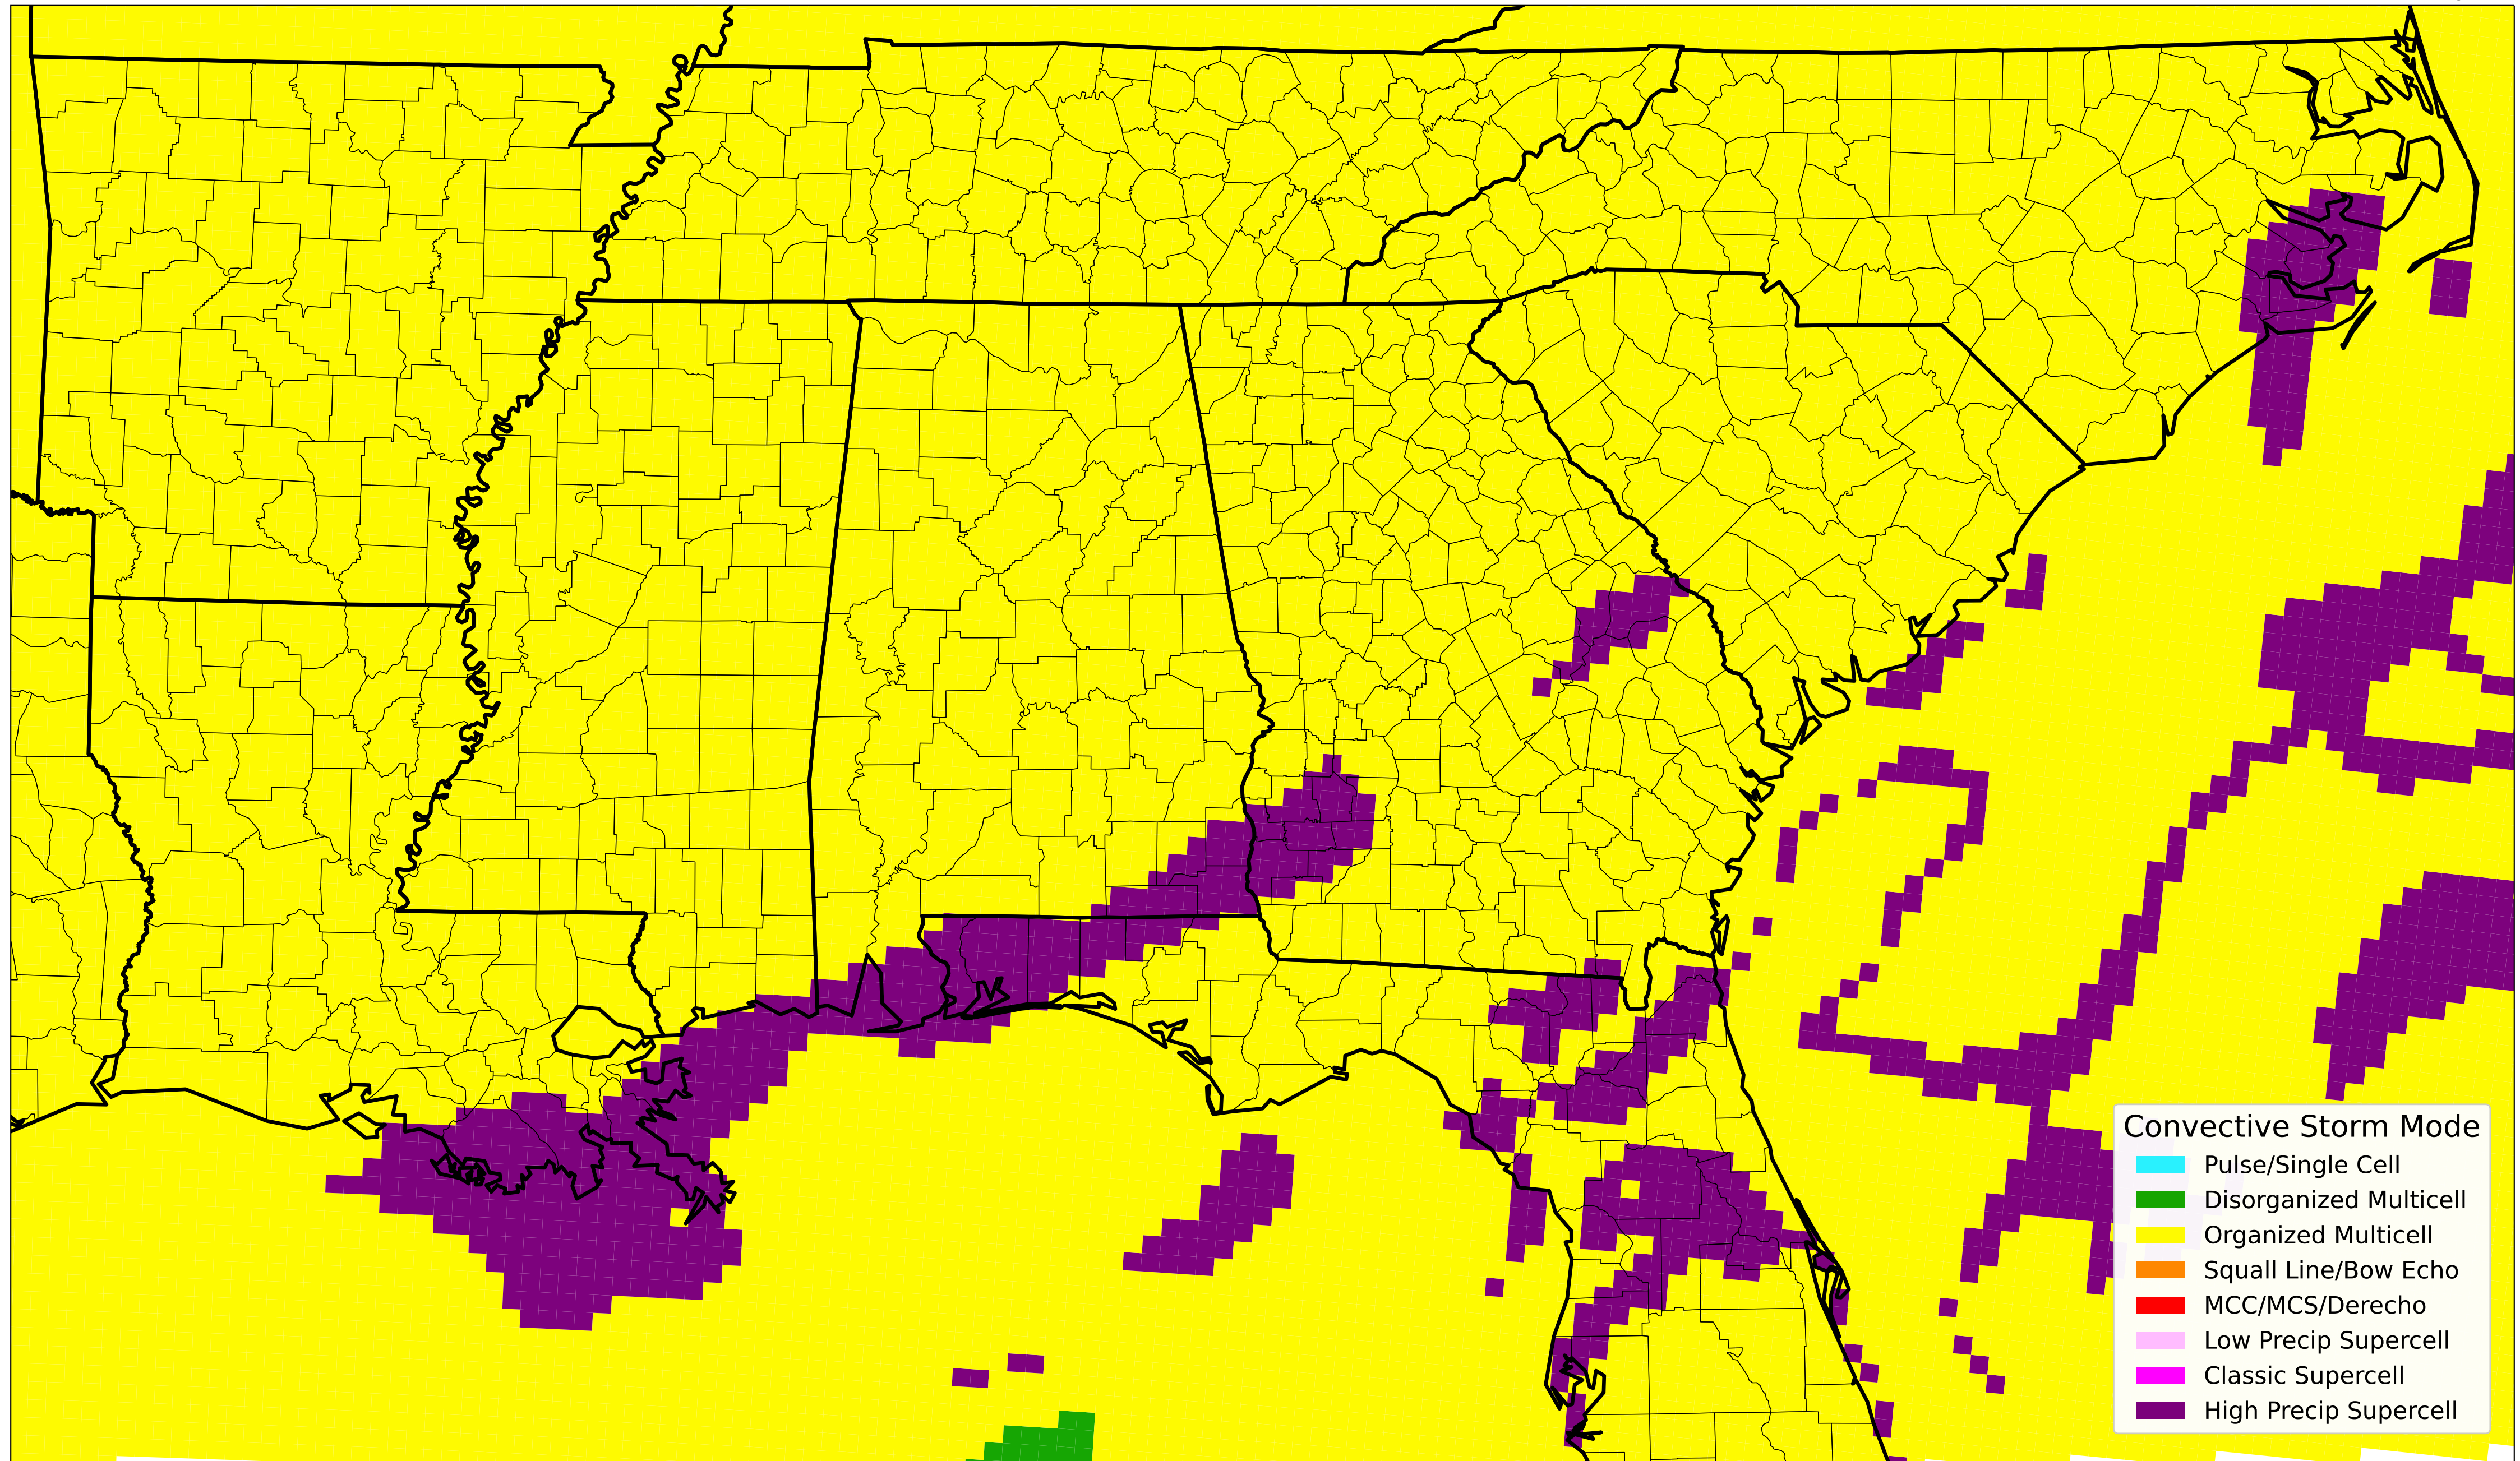 Convective Storm Mode
Pulse/Single Cell
Disorganized Multicell
Organized Multicell
Squall Line/Bow Echo
MCC/MCS/Derecho
Low Precip Supercell
Classic Supercell
High Precip Supercell